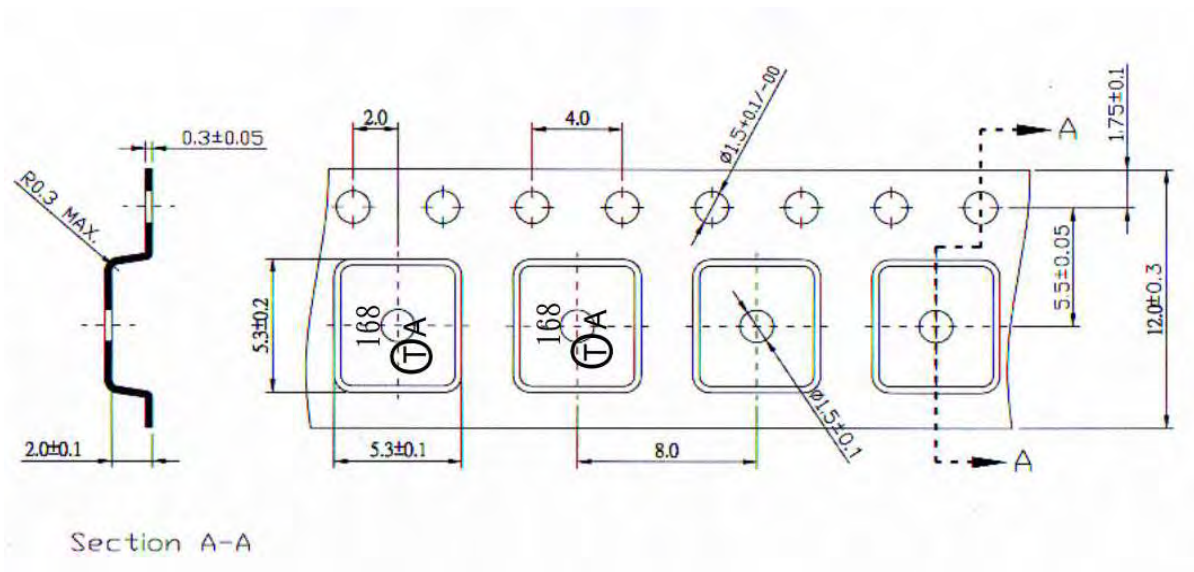 0.3±0.05
R0.3 MAX.
2.0±0.1
Section A-A
2.0
4.0
ø1.5+0.1/-00
A
1.75±0.1
5.5±0.05
12.0±0.3
5.3±0.2
168
T A
168
T A
ø1.5±0.1
5.3±0.1
8.0
A